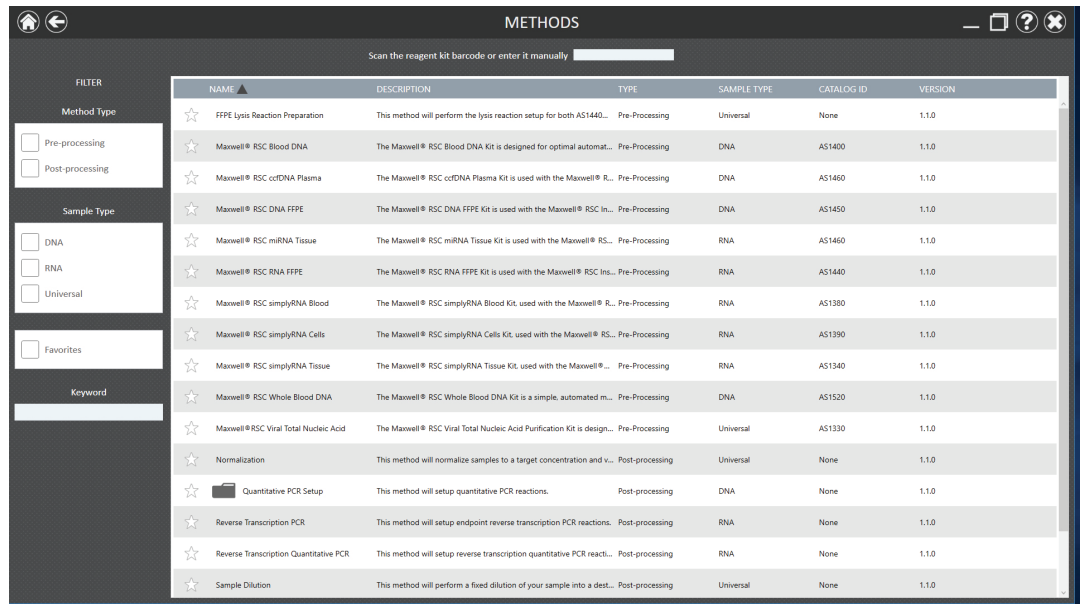 METHODS
?
Scan the reagent kit barcode or enter it manually
FILTER
Method Type
Pre-processing
Post-processing
Sample Type
DNA
RNA
Universal
Favorites
Keyword
NAME DESCRIPTION TYPE SAMPLE TYPE CATALOG ID VERSION
FFPE Lysis Reaction Preparation This method will perform the lysis reaction setup for both AS1440... Pre-Processing Universal None 1.1.0
Maxwell® RSC Blood DNA The Maxwell® RSC Blood DNA Kit is designed for optimal automat... Pre-Processing DNA AS1400 1.1.0
Maxwell® RSC ccfDNA Plasma The Maxwell® RSC ccfDNA Plasma Kit is used with the Maxwell® R... Pre-Processing DNA AS1460 1.1.0
Maxwell® RSC DNA FFPE The Maxwell® RSC DNA FFPE Kit is used with the Maxwell® RSC In... Pre-Processing DNA AS1450 1.1.0
Maxwell® RSC miRNA Tissue The Maxwell® RSC miRNA Tissue Kit is used with the Maxwell® RS... Pre-Processing RNA AS1460 1.1.0
Maxwell® RSC RNA FFPE The Maxwell® RSC RNA FFPE Kit is used with the Maxwell® RSC Ins... Pre-Processing RNA AS1440 1.1.0
Maxwell® RSC simplyRNA Blood The Maxwell® RSC simplyRNA Blood Kit, used with the Maxwell® R... Pre-Processing RNA AS1380 1.1.0
Maxwell® RSC simplyRNA Cells The Maxwell® RSC simplyRNA Cells Kit, used with the Maxwell® RS... Pre-Processing RNA AS1390 1.1.0
Maxwell® RSC simplyRNA Tissue The Maxwell® RSC simplyRNA Tissue Kit, used with the Maxwell®... Pre-Processing RNA AS1340 1.1.0
Maxwell® RSC Whole Blood DNA The Maxwell® RSC Whole Blood DNA Kit is a simple, automated m... Pre-Processing DNA AS1520 1.1.0
Maxwell®RSC Viral Total Nucleic Acid The Maxwell® RSC Viral Total Nucleic Acid Purification Kit is design... Pre-Processing Universal AS1330 1.1.0
Normalization This method will normalize samples to a target concentration and v... Post-processing Universal None 1.1.0
Quantitative PCR Setup This method will setup quantitative PCR reactions. Post-processing DNA None 1.1.0
Reverse Transcription PCR This method will setup endpoint reverse transcription PCR reactions. Post-processing RNA None 1.1.0
Reverse Transcription Quantitative PCR This method will setup reverse transcription quantitative PCR reacti... Post-processing RNA None 1.1.0
Sample Dilution This method will perform a fixed dilution of your sample into a dest... Post-processing Universal None 1.1.0